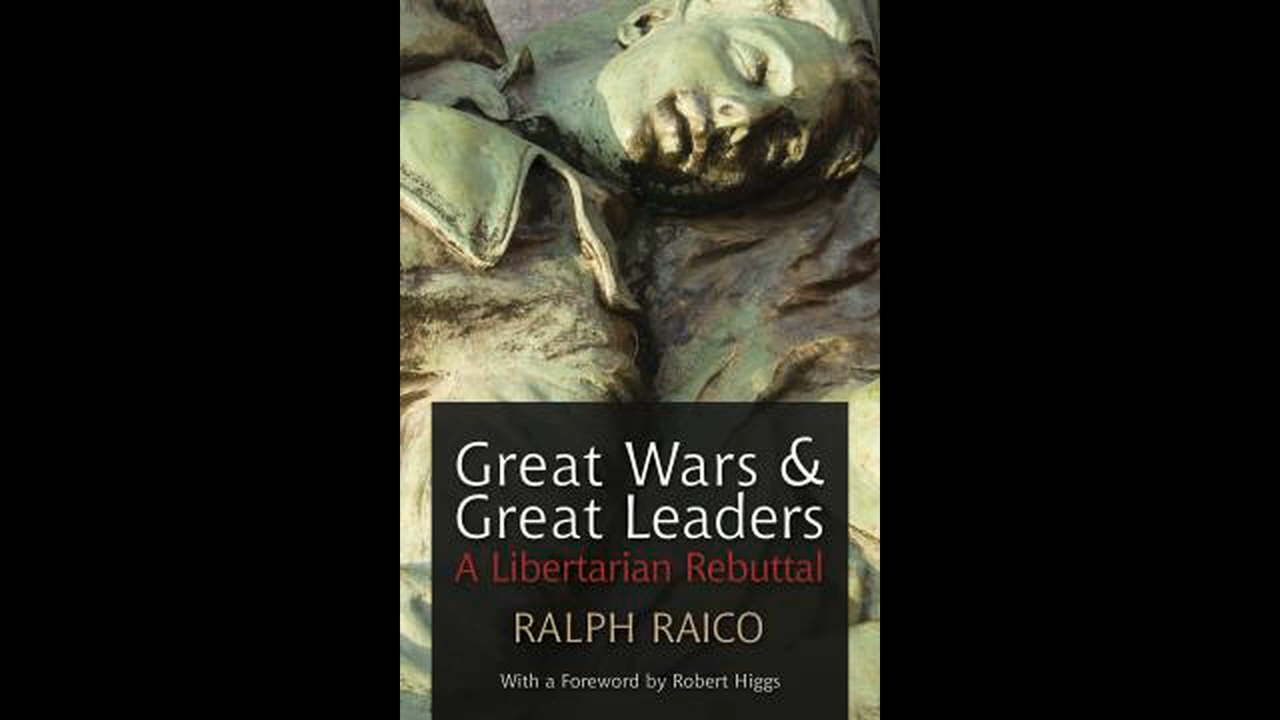 Great Wars &
Great Leaders
A Libertarian Rebuttal
RALPH RAICO
With a Foreword by Robert Higgs